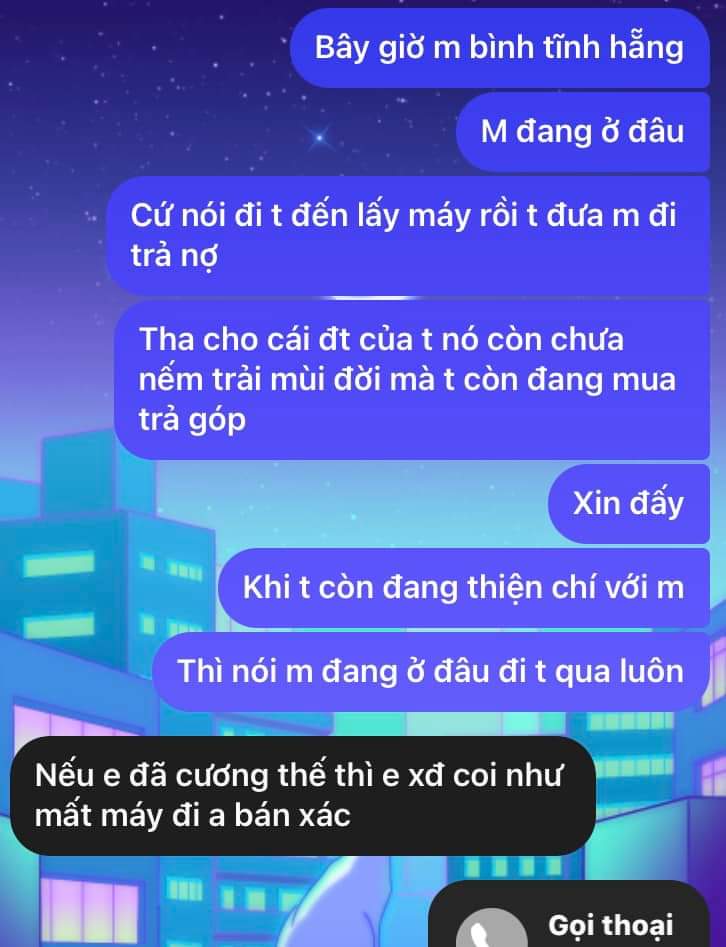 Bây giờ m bình tĩnh hẵng
M đang ở đâu
Cứ nói đi t đến lấy máy rồi t đưa m đi
trả nợ
Tha cho cái đt của t nó còn chưa
nếm trải mùi đời mà t còn đang mua
trả góp
Xin đấy
Khi t còn đang thiện chí với m
Thì nói m đang ở đâu đi t qua luôn
Nếu e đã cương thế thì e xđ coi như
mất máy đi a bán xác
Gọi thoại